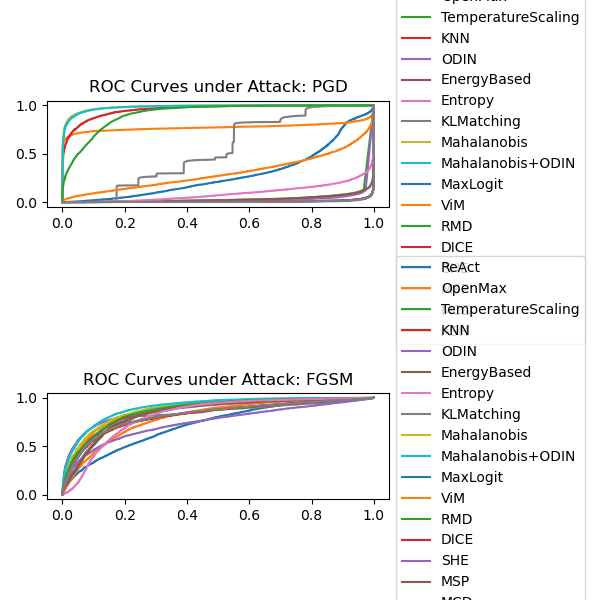 TemperatureScaling
KNN
ODIN
EnergyBased
Entropy
KLMatching
Mahalanobis
Mahalanobis+ODIN
MaxLogit
ViM
RMD
DICE
ROC Curves under Attack: PGD
1.0
0.5
0.0
0.0 0.2 0.4 0.6 0.8 1.0
ReAct
OpenMax
TemperatureScaling
KNN
ODIN
EnergyBased
Entropy
KLMatching
Mahalanobis
Mahalanobis+ODIN
MaxLogit
ViM
RMD
DICE
SHE
MSP
ROC Curves under Attack: FGSM
1.0
0.5
0.0
0.0 0.2 0.4 0.6 0.8 1.0